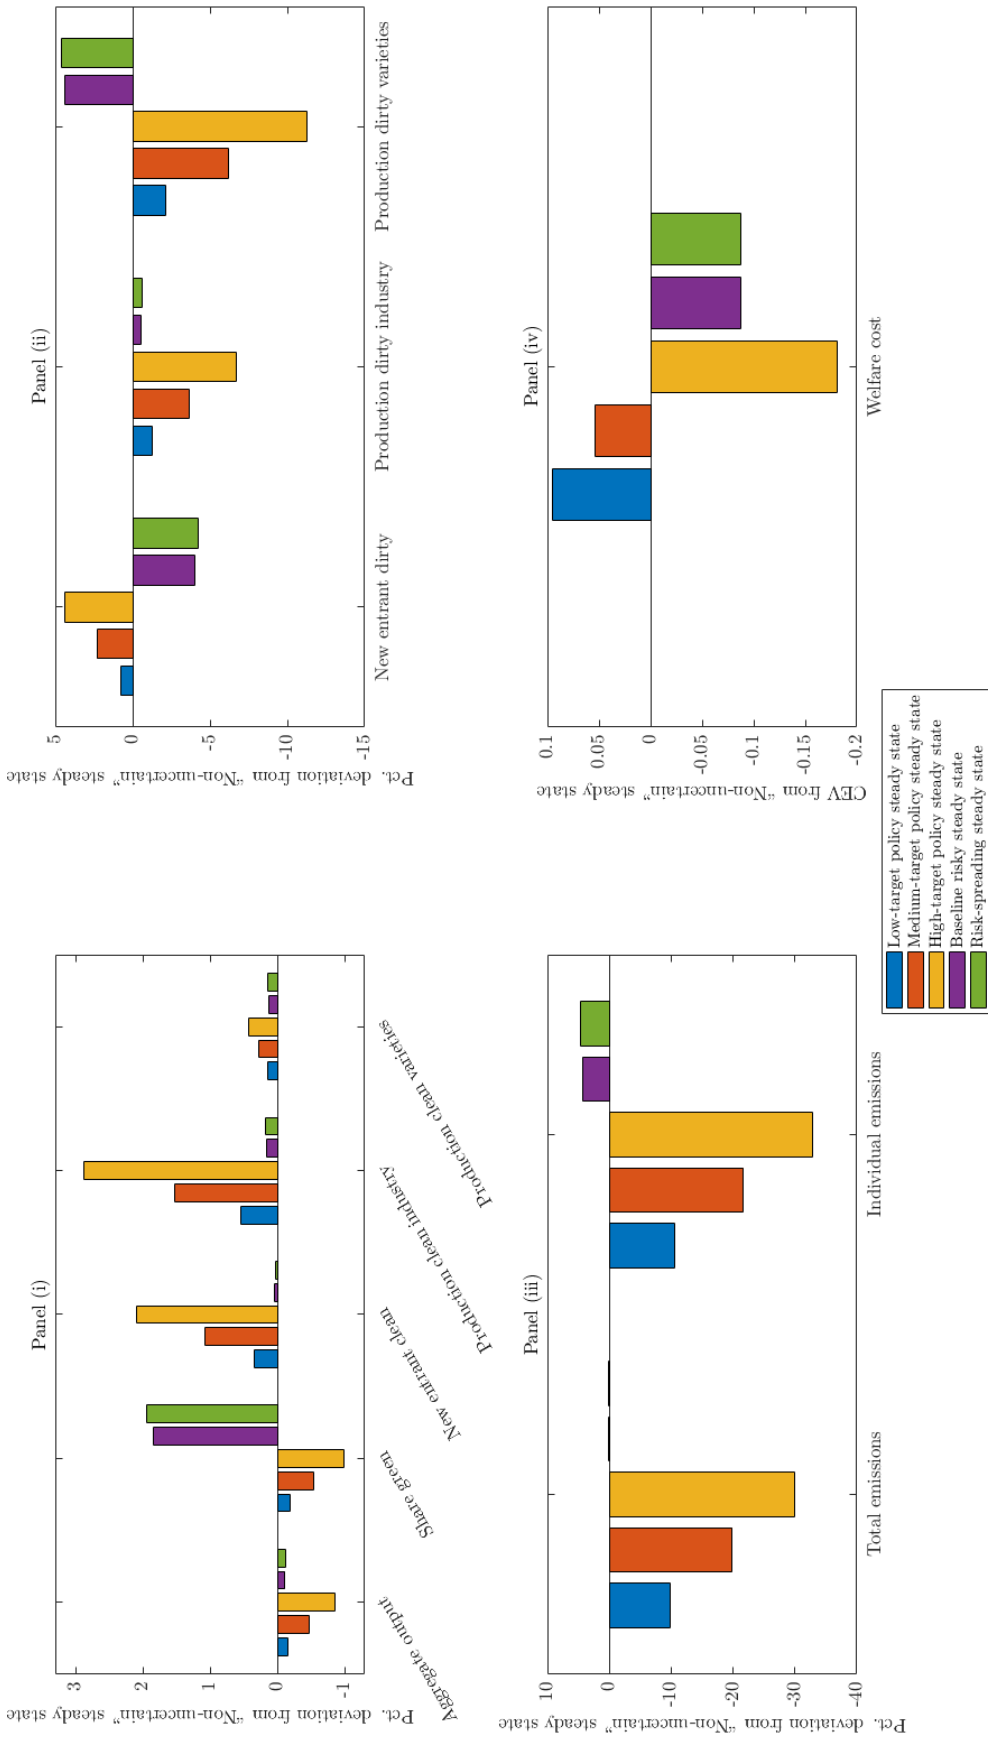 Panel (i)
Pct. deviation from “Non-uncertain” steady state
3
2
1
0
-1
Aggregate output
Share green
New entrant clean
Production clean industry
Production clean varieties
Panel (ii)
Pct. deviation from “Non-uncertain” steady state
5
0
-5
-10
-15
New entrant dirty
Production dirty industry
Production dirty varieties
Panel (iii)
Pct. deviation from “Non-uncertain” steady state
10
0
-10
-20
-30
-40
Total emissions
Individual emissions
Panel (iv)
CEV from “Non-uncertain” steady state
0.1
0.05
0
-0.05
-0.1
-0.15
-0.2
Welfare cost
Low-target policy steady state
Medium-target policy steady state
High-target policy steady state
Baseline risky steady state
Risk-spreading steady state